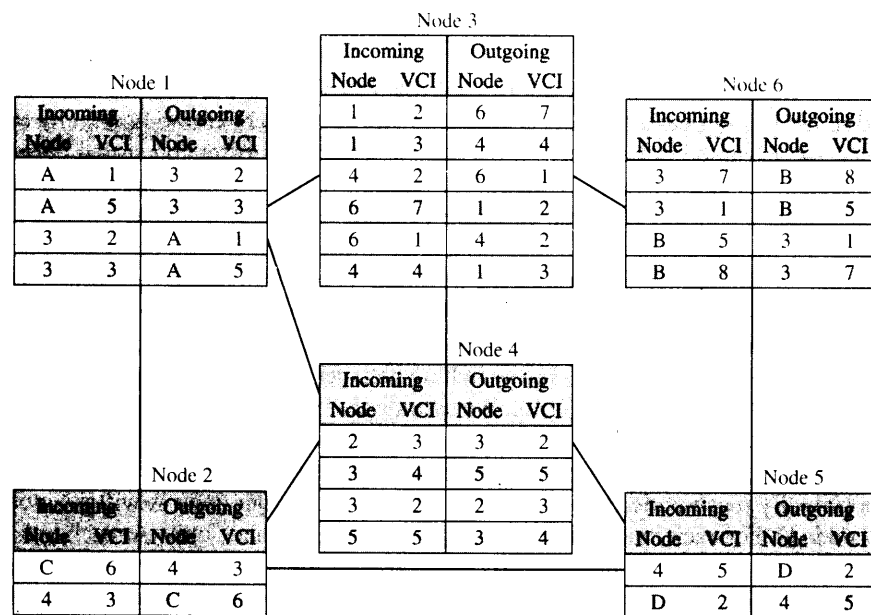 Node 3
Incoming Outgoing
Node VCI Node VCI
1 2 6 7
1 3 4 4
4 2 6 1
6 7 1 2
6 1 4 2
4 4 1 3
Node 1
Incoming Outgoing
Node VCI Node VCI
A 1 3 2
A 5 3 3
3 2 A 1
3 3 A 5
Node 6
Incoming Outgoing
Node VCI Node VCI
3 7 B 8
3 1 B 5
B 5 3 1
B 8 3 7
Node 4
Incoming Outgoing
Node VCI Node VCI
2 3 3 2
3 4 5 5
3 2 2 3
5 5 3 4
Node 2
Incoming Outgoing
Node VCI Node VCI
C 6 4 3
4 3 C 6
Node 5
Incoming Outgoing
Node VCI Node VCI
4 5 D 2
D 2 4 5